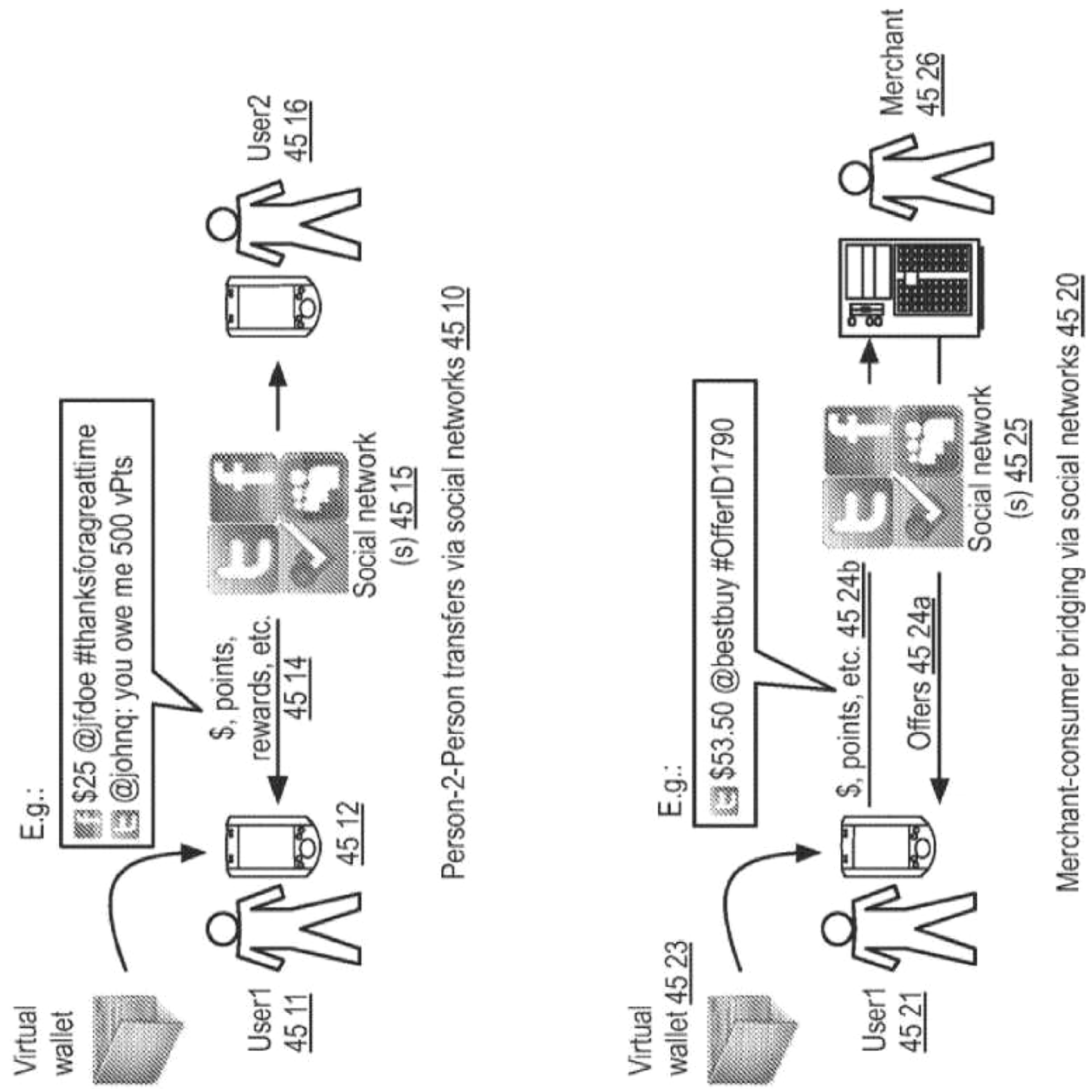 Virtual
wallet
E.g.:
$25 @jfdoe #thanksforagreattime
@johnq: you owe me 500 vPts
User1
45 11
45 12
$, points,
rewards, etc.
45 14
Social network
(s) 45 15
User2
45 16
Person-2-Person transfers via social networks 45 10
Virtual
wallet 45 23
E.g.:
$53.50 @bestbuy #OfferID1790
User1
45 21
$, points, etc. 45 24b
Offers 45 24a
Social network
(s) 45 25
Merchant
45 26
Merchant-consumer bridging via social networks 45 20